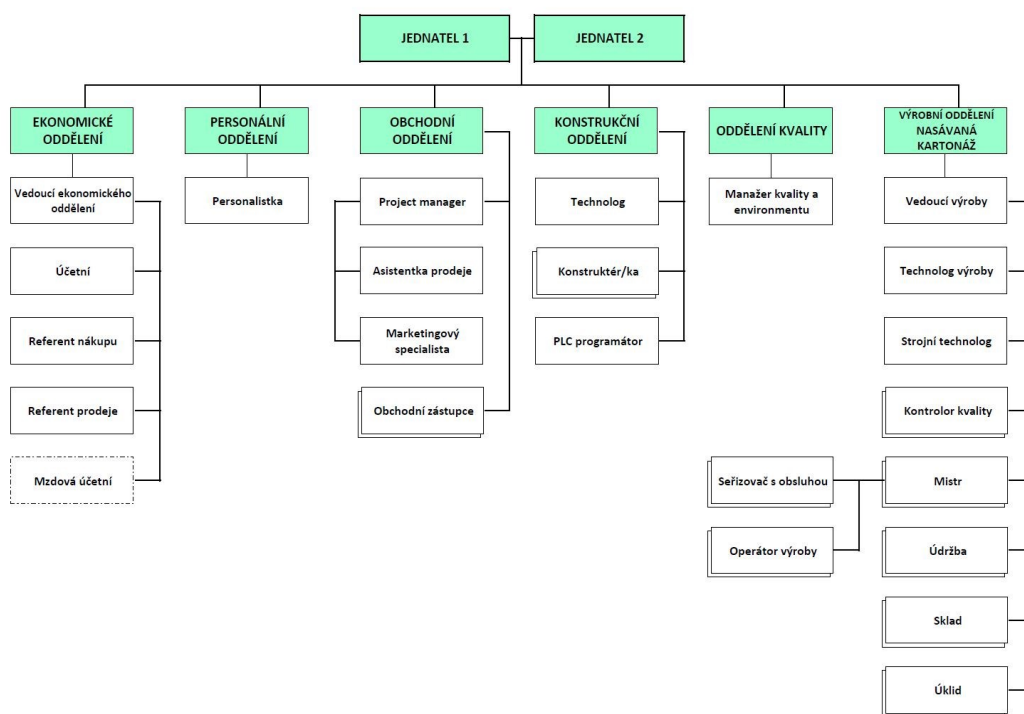 JEDNATEL 1
JEDNATEL 2
EKONOMICKÉ
ODDĚLENÍ
PERSONÁLNÍ
ODDĚLENÍ
OBCHODNÍ
ODDĚLENÍ
KONSTRUKČNÍ
ODDĚLENÍ
ODDĚLENÍ KVALITY
VÝROBNÍ ODDĚLENÍ
NASÁVANÁ
KARTONÁŽ
Vedoucí ekonomického
oddělení
Personalistka
Project manager
Technolog
Manažer kvality a
environmentu
Vedoucí výroby
Účetní
Asistentka prodeje
Konstruktér/ka
Technolog výroby
Referent nákupu
Marketingový
specialista
PLC programátor
Strojní technolog
Referent prodeje
Obchodní zástupce
Kontrolor kvality
Mzdová účetní
Seřizovač s obsluhou
Mistr
Operátor výroby
Údržba
Sklad
Úklid